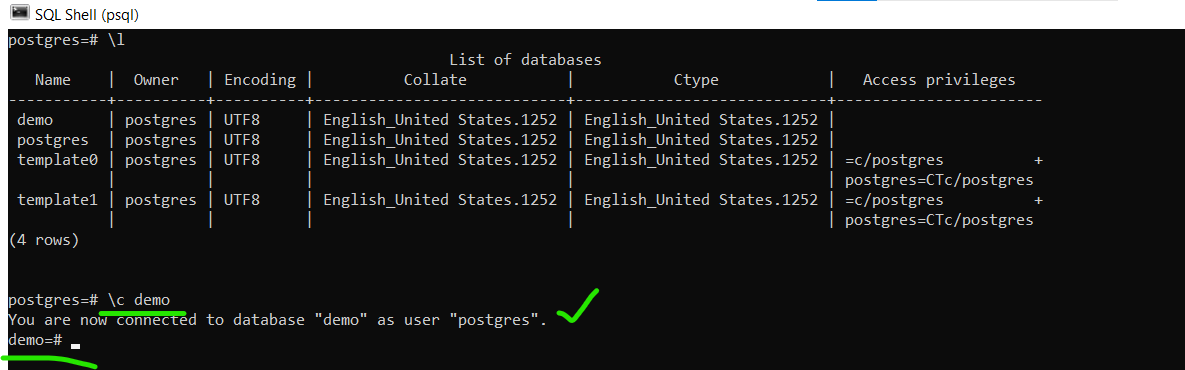 SQL Shell (psql)
postgres=# \l
List of databases
Name | Owner | Encoding | Collate | Ctype | Access privileges
-----------+----------+----------+----------------------------+----------------------------+-----------------------
demo | postgres | UTF8 | English_United States.1252 | English_United States.1252 |
postgres | postgres | UTF8 | English_United States.1252 | English_United States.1252 |
template0 | postgres | UTF8 | English_United States.1252 | English_United States.1252 | =c/postgres +
| | | | | postgres=CTc/postgres
template1 | postgres | UTF8 | English_United States.1252 | English_United States.1252 | =c/postgres +
| | | | | postgres=CTc/postgres
(4 rows)
postgres=# \c demo
You are now connected to database "demo" as user "postgres".
demo=#